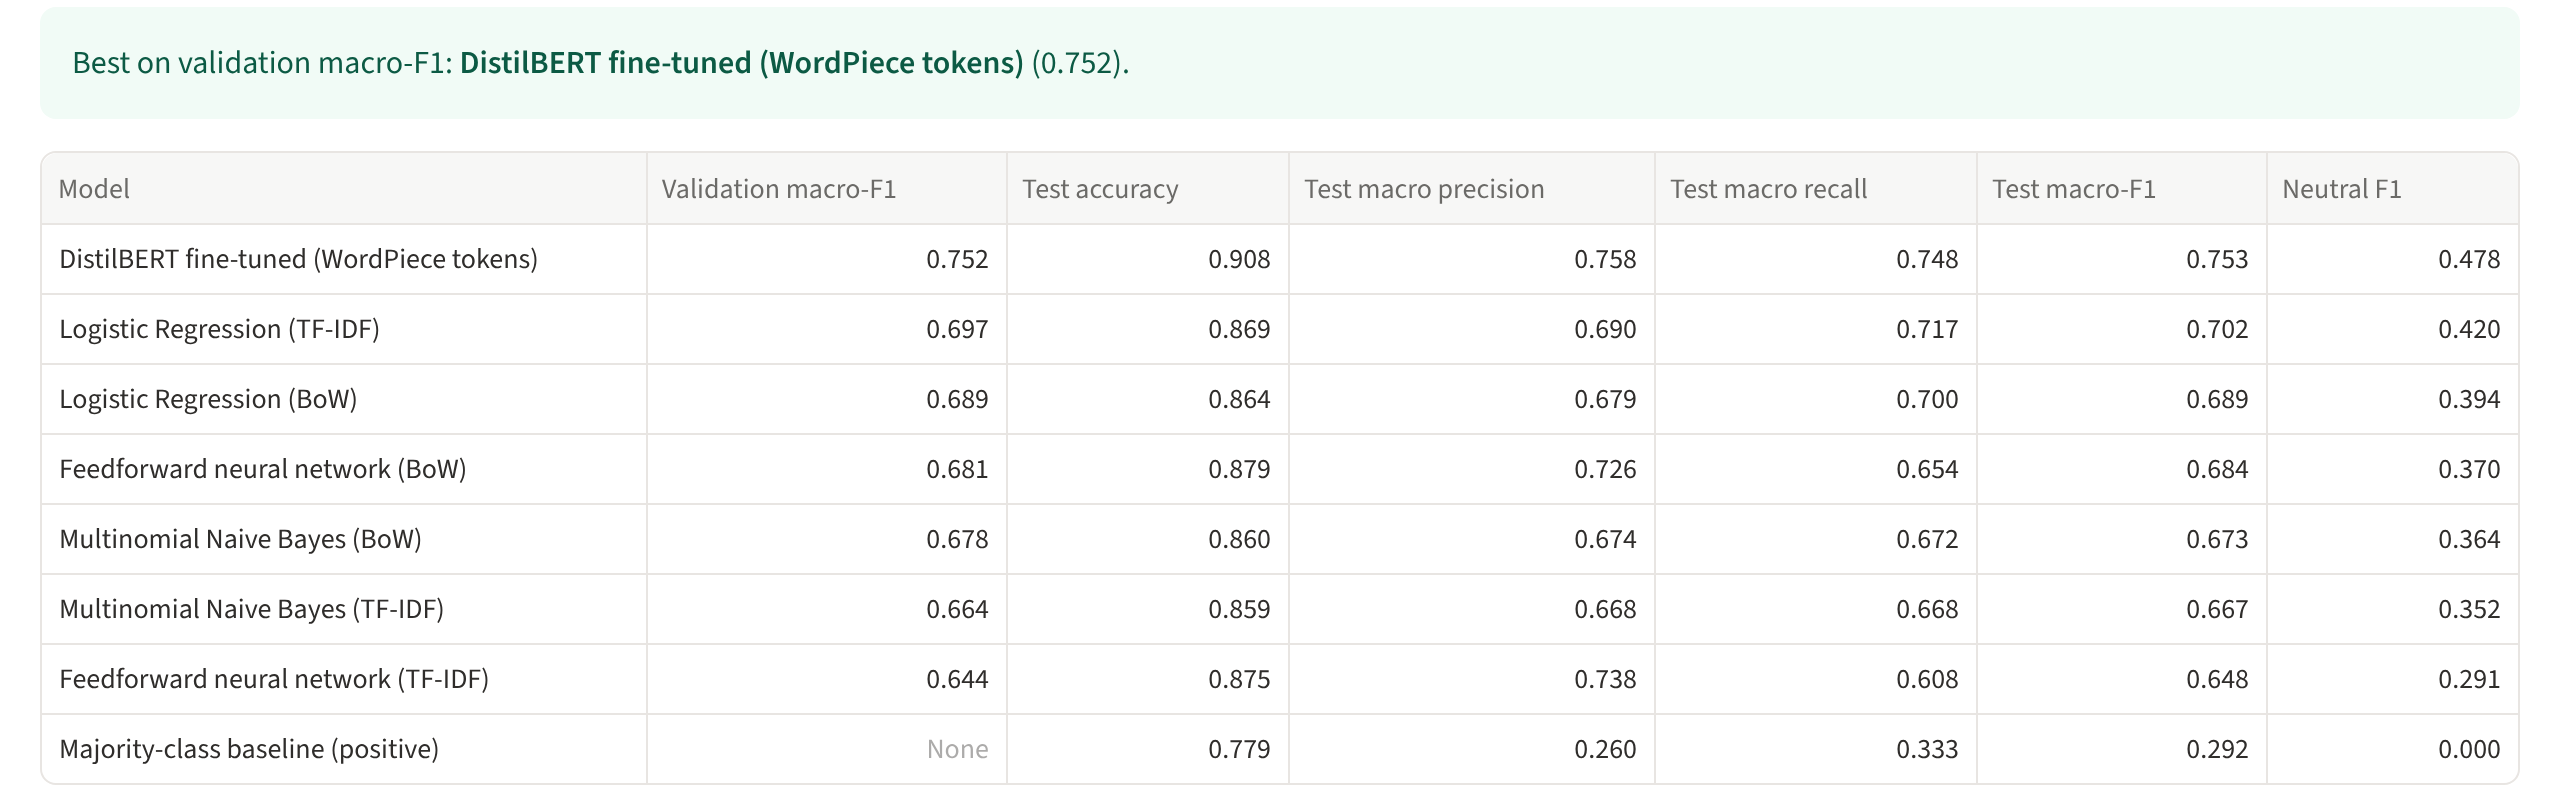 Best on validation macro-F1: DistilBERT fine-tuned (WordPiece tokens) (0.752).
Model Validation macro-F1 Test accuracy Test macro precision Test macro recall Test macro-F1 Neutral F1
DistilBERT fine-tuned (WordPiece tokens) 0.752 0.908 0.758 0.748 0.753 0.478
Logistic Regression (TF-IDF) 0.697 0.869 0.690 0.717 0.702 0.420
Logistic Regression (BoW) 0.689 0.864 0.679 0.700 0.689 0.394
Feedforward neural network (BoW) 0.681 0.879 0.726 0.654 0.684 0.370
Multinomial Naive Bayes (BoW) 0.678 0.860 0.674 0.672 0.673 0.364
Multinomial Naive Bayes (TF-IDF) 0.664 0.859 0.668 0.668 0.667 0.352
Feedforward neural network (TF-IDF) 0.644 0.875 0.738 0.608 0.648 0.291
Majority-class baseline (positive) None 0.779 0.260 0.333 0.292 0.000